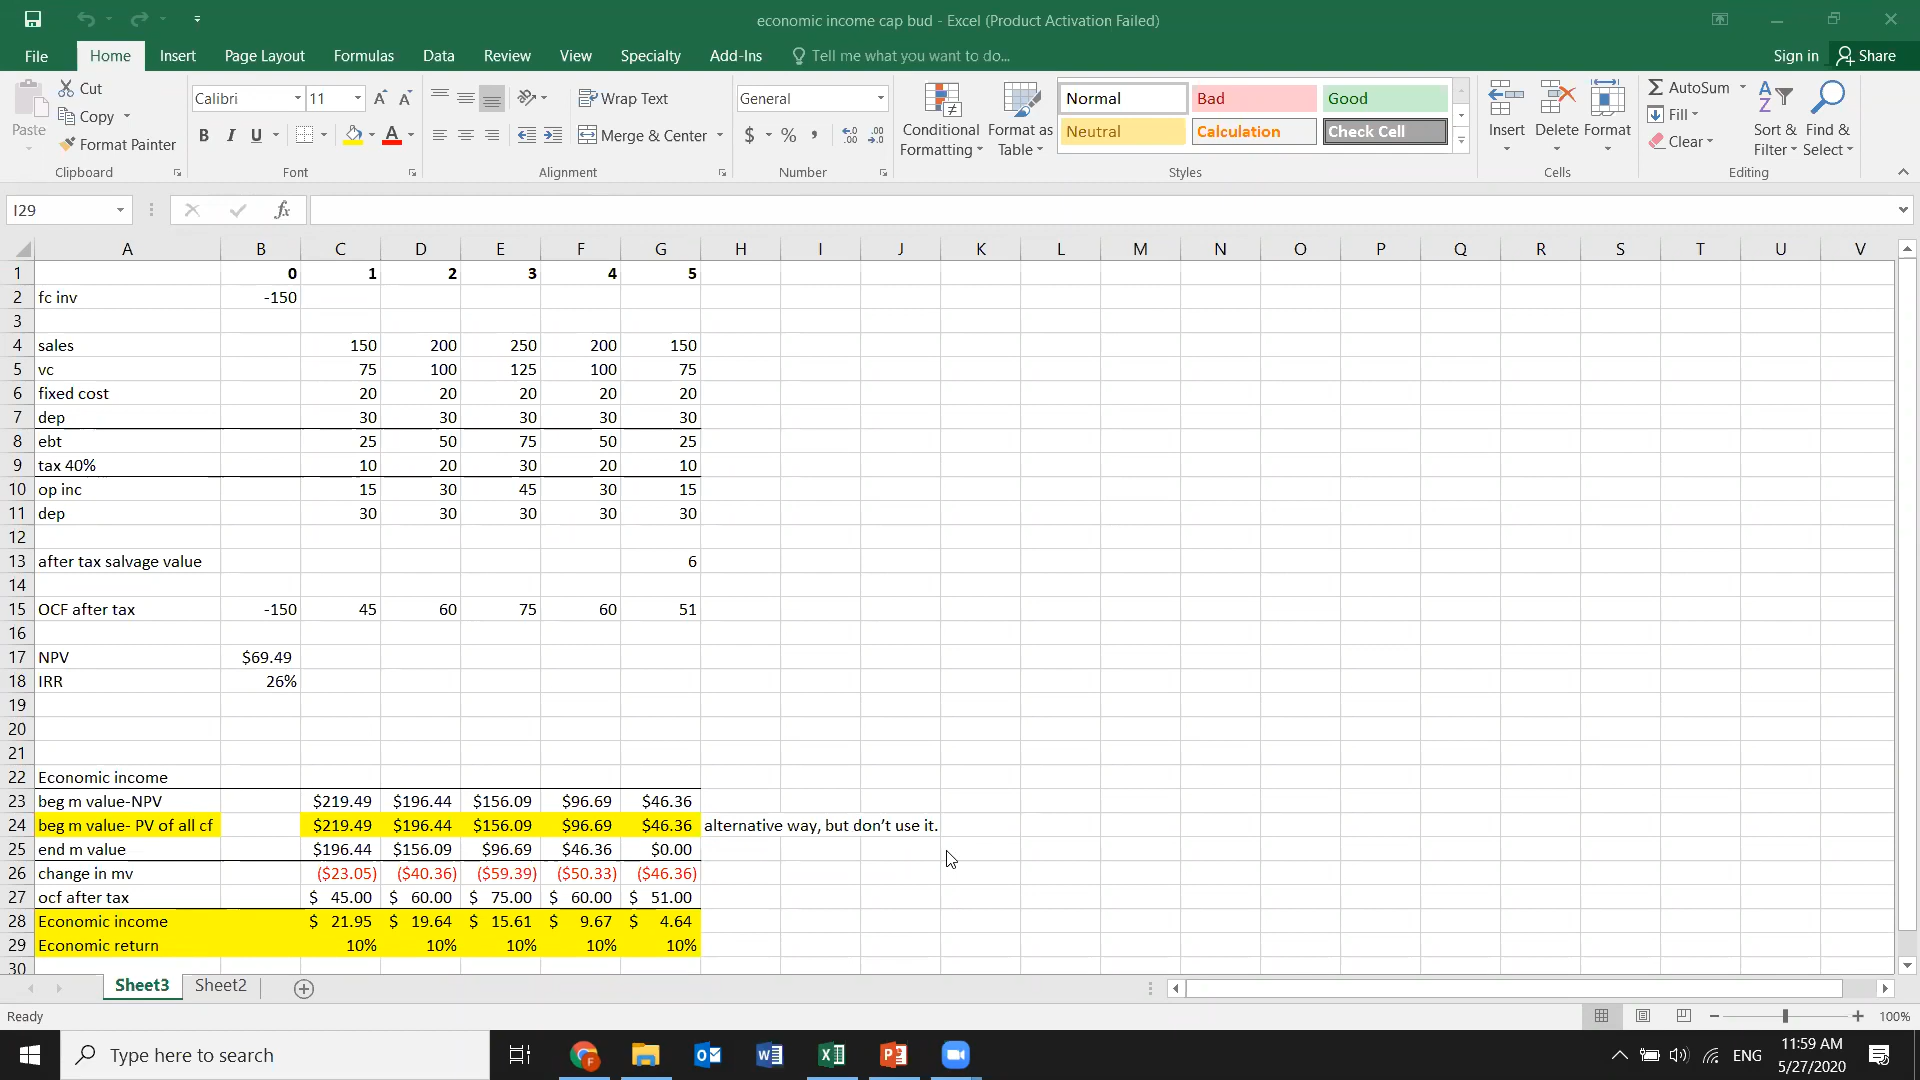 economic income cap bud - Excel (Product Activation Failed)
File Home Insert Page Layout Formulas Data Review View Specialty Add-Ins Tell me what you want to do... Sign in Share
Paste Cut Copy Format Painter Clipboard
Calibri 11 B I U A A A Font
Wrap Text Merge & Center Alignment
General $ % , Number
Conditional Formatting Format as Table
Normal Bad Good
Neutral Calculation Check Cell
Styles
Insert Delete Format Cells
AutoSum Fill Clear Sort & Filter Find & Select Editing
I29 fx
A B C D E F G H I J K L M N O P Q R S T U V
1 0 1 2 3 4 5
2 fc inv -150
3
4 sales 150 200 250 200 150
5 vc 75 100 125 100 75
6 fixed cost 20 20 20 20 20
7 dep 30 30 30 30 30
8 ebt 25 50 75 50 25
9 tax 40% 10 20 30 20 10
10 op inc 15 30 45 30 15
11 dep 30 30 30 30 30
12
13 after tax salvage value 6
14
15 OCF after tax -150 45 60 75 60 51
16
17 NPV $69.49
18 IRR 26%
19
20
21
22 Economic income
23 beg m value-NPV $219.49 $196.44 $156.09 $96.69 $46.36
24 beg m value- PV of all cf $219.49 $196.44 $156.09 $96.69 $46.36 alternative way, but don't use it.
25 end m value $196.44 $156.09 $96.69 $46.36 $0.00
26 change in mv ($23.05) ($40.36) ($59.39) ($50.33) ($46.36)
27 ocf after tax $ 45.00 $ 60.00 $ 75.00 $ 60.00 $ 51.00
28 Economic income $ 21.95 $ 19.64 $ 15.61 $ 9.67 $ 4.64
29 Economic return 10% 10% 10% 10% 10%
30
Sheet3 Sheet2
Ready 100%
Type here to search ENG 11:59 AM
5/27/2020